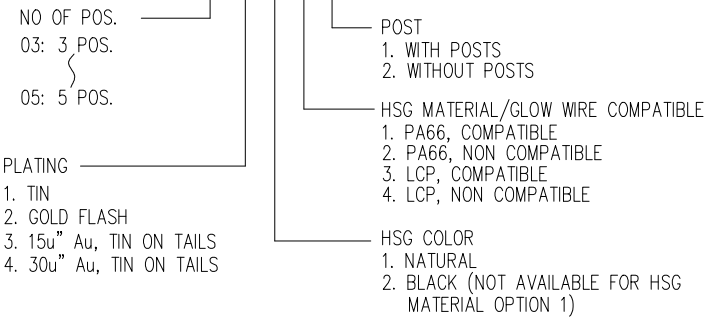 NO OF POS.
03: 3 POS.
05: 5 POS.
PLATING
1. TIN
2. GOLD FLASH
3. 15u" Au, TIN ON TAILS
4. 30u" Au, TIN ON TAILS
POST
1. WITH POSTS
2. WITHOUT POSTS
HSG MATERIAL/GLOW WIRE COMPATIBLE
1. PA66, COMPATIBLE
2. PA66, NON COMPATIBLE
3. LCP, COMPATIBLE
4. LCP, NON COMPATIBLE
HSG COLOR
1. NATURAL
2. BLACK (NOT AVAILABLE FOR HSG
MATERIAL OPTION 1)